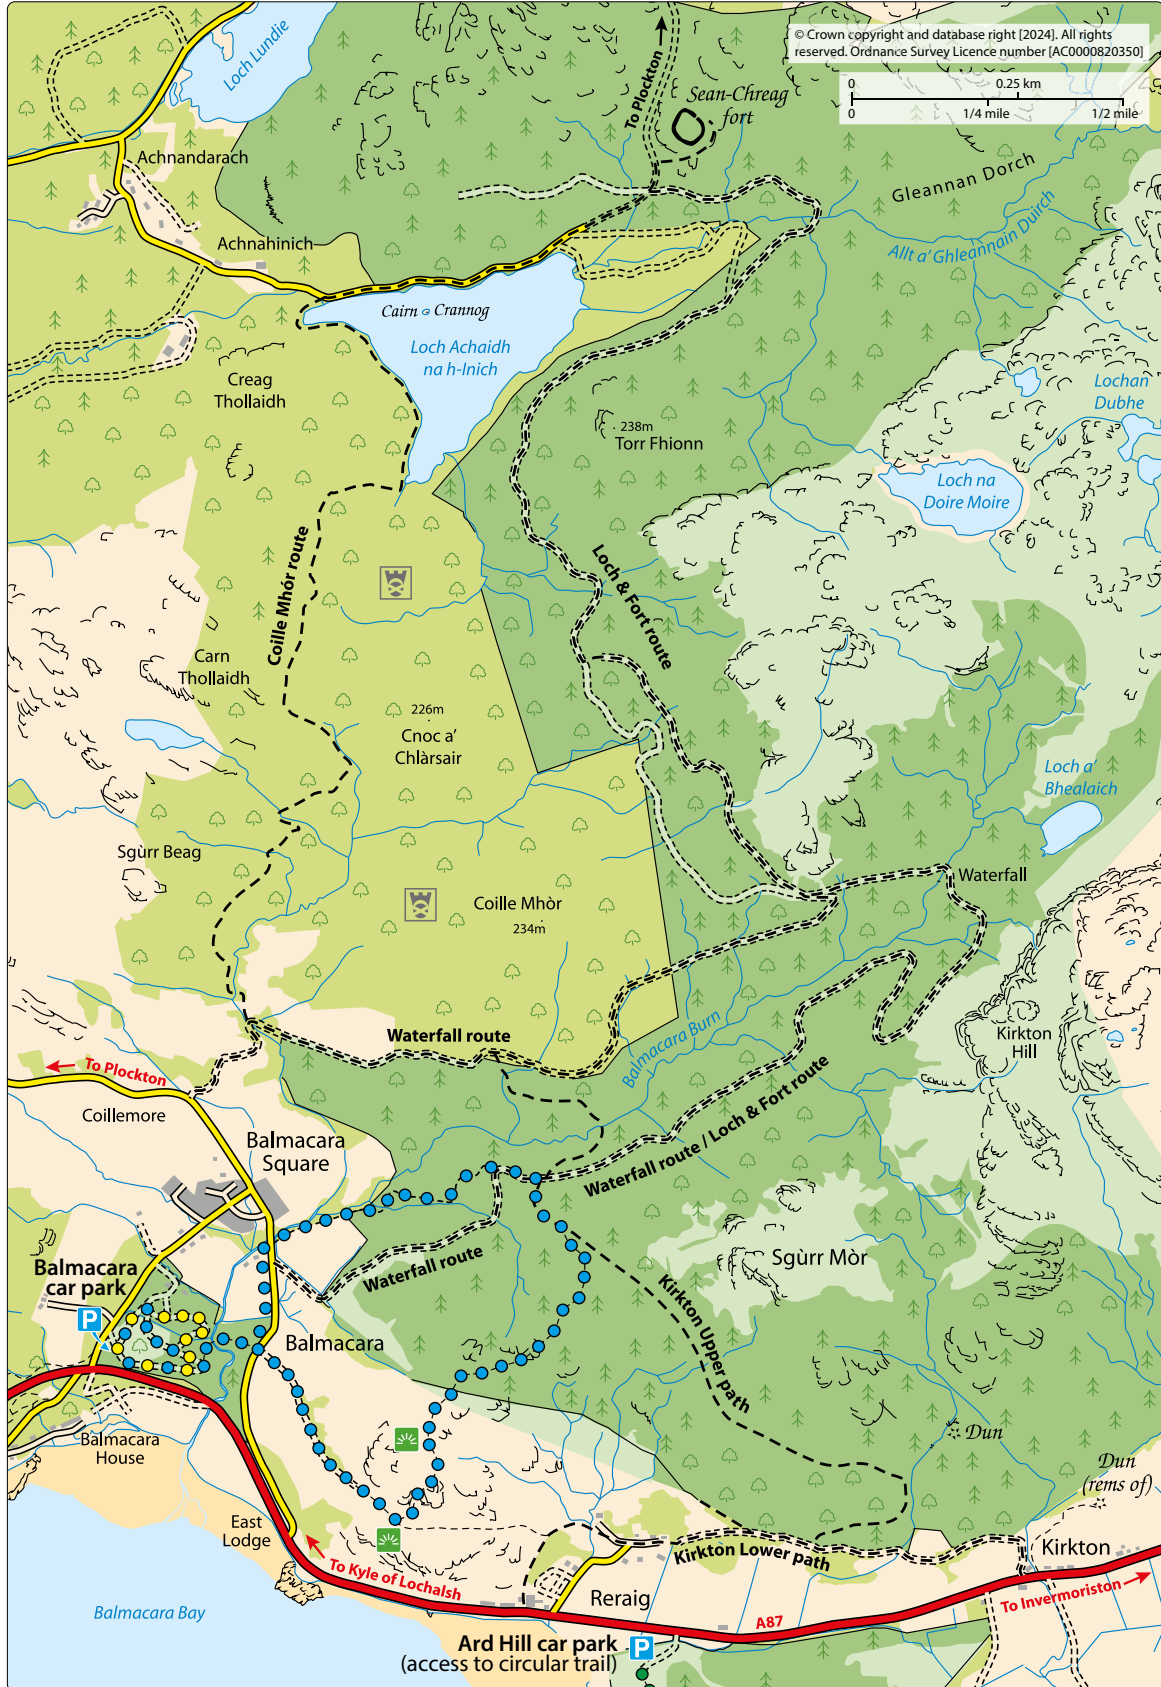 © Crown copyright and database right [2024]. All rights
reserved. Ordnance Survey Licence number [AC0000820350]
0
0.25 km
0
1/4 mile
1/2 mile
Loch Lundie
To Plockton
Sean-Chreag
fort
Achnandarach
Gleannan Dorch
Achnahinich
Allt a' Ghleannain Duirch
Cairn
Crannog
Loch Achaidh
na h-Inich
Creag
Thollaidh
Lochan
Dubhe
238m
Torr Fhionn
Loch na
Doire Moire
Coille Mhór route
Loch & Fort route
Carn
Thollaidh
226m
Cnoc a'
Chlàrsair
Loch a'
Bhealaich
Sgùrr Beag
Waterfall
Coille Mhòr
234m
Waterfall route
Balmacara Burn
Kirkton
Hill
To Plockton
Coillemore
Waterfall route / Loch & Fort route
Balmacara
Square
Sgùrr Mòr
Balmacara
car park
P
Waterfall route
Kirkton Upper path
Balmacara
Balmacara
House
Dun
Dun
(rems of)
East
Lodge
Kirkton Lower path
Kirkton
To Kyle of Lochalsh
Reraig
To Invermoriston
Balmacara Bay
A87
Ard Hill car park
(access to circular trail)
P